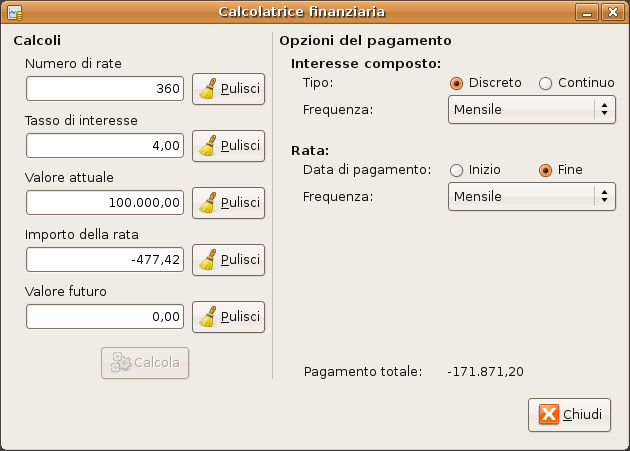 Calcolatrice finanziaria
Calcoli
Numero di rate
360 Pulisci
Tasso di interesse
4,00 Pulisci
Valore attuale
100.000,00 Pulisci
Importo della rata
-477,42 Pulisci
Valore futuro
0,00 Pulisci
Calcola
Opzioni del pagamento
Interesse composto:
Tipo: Discreto Continuo
Frequenza: Mensile
Rata:
Data di pagamento: Inizio Fine
Frequenza: Mensile
Pagamento totale: -171.871,20
Chiudi